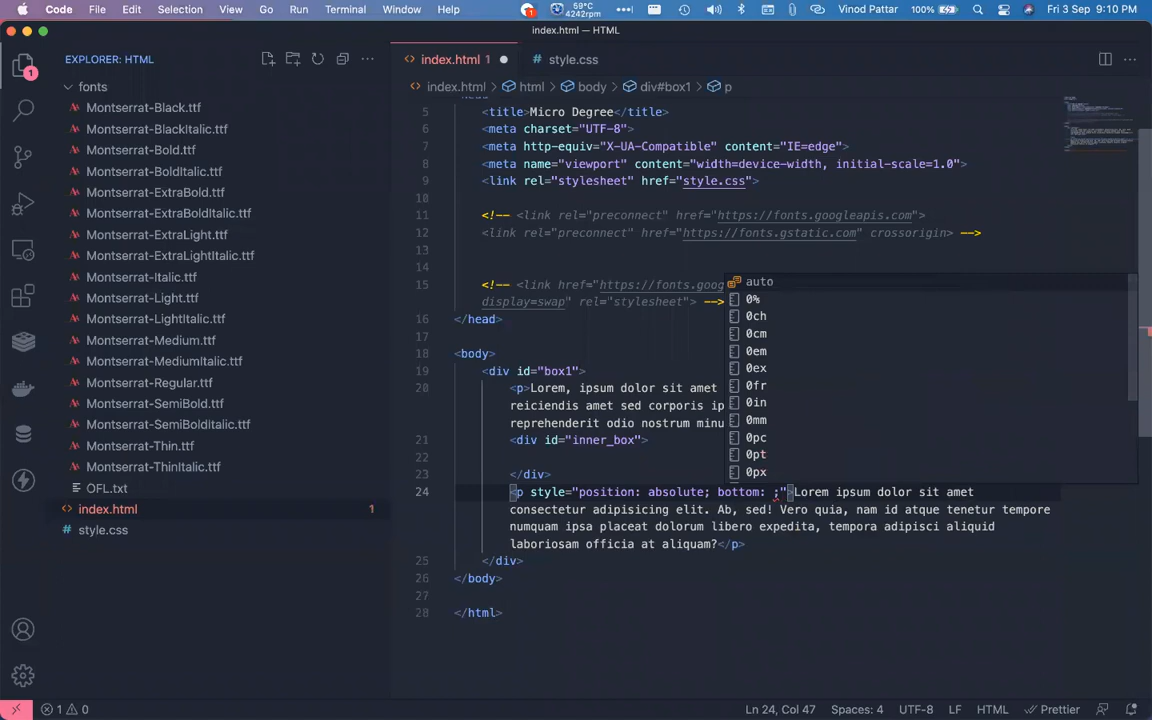 Code File Edit Selection View Go Run Terminal Window Help 1 59°C 4242rpm Vinod Pattar 100% Fri 3 Sep 9:10 PM
index.html — HTML
EXPLORER: HTML
index.html 1 style.css
index.html > html > body > div#box1 > p
1
fonts
Montserrat-Black.ttf
Montserrat-BlackItalic.ttf
Montserrat-Bold.ttf
Montserrat-BoldItalic.ttf
Montserrat-ExtraBold.ttf
Montserrat-ExtraBoldItalic.ttf
Montserrat-ExtraLight.ttf
Montserrat-ExtraLightItalic.ttf
Montserrat-Italic.ttf
Montserrat-Light.ttf
Montserrat-LightItalic.ttf
Montserrat-Medium.ttf
Montserrat-MediumItalic.ttf
Montserrat-Regular.ttf
Montserrat-SemiBold.ttf
Montserrat-SemiBoldItalic.ttf
Montserrat-Thin.ttf
Montserrat-ThinItalic.ttf
OFL.txt
index.html 1
style.css
5 <title>Micro Degree</title>
6 <meta charset="UTF-8">
7 <meta http-equiv="X-UA-Compatible" content="IE=edge">
8 <meta name="viewport" content="width=device-width, initial-scale=1.0">
9 <link rel="stylesheet" href="style.css">
10
11 <!-- <link rel="preconnect" href="https://fonts.googleapis.com">
12 <link rel="preconnect" href="https://fonts.gstatic.com" crossorigin> -->
13
14
15 <!-- <link href="https://fonts.goog
display=swap" rel="stylesheet"> -->
16 </head>
17
18 <body>
19 <div id="box1">
20 <p>Lorem, ipsum dolor sit amet
reiciendis amet sed corporis ip
reprehenderit odio nostrum minu
21 <div id="inner_box">
22
23 </div>
24 <p style="position: absolute; bottom: ;">Lorem ipsum dolor sit amet
consectetur adipisicing elit. Ab, sed! Vero quia, nam id atque tenetur tempore
numquam ipsa placeat dolorum libero expedita, tempora adipisci aliquid
laboriosam officia at aliquam?</p>
25 </div>
26 </body>
27
28 </html>
auto
0%
0ch
0cm
0em
0ex
0fr
0in
0mm
0pc
0pt
0px
1 0 Ln 24, Col 47 Spaces: 4 UTF-8 LF HTML Prettier